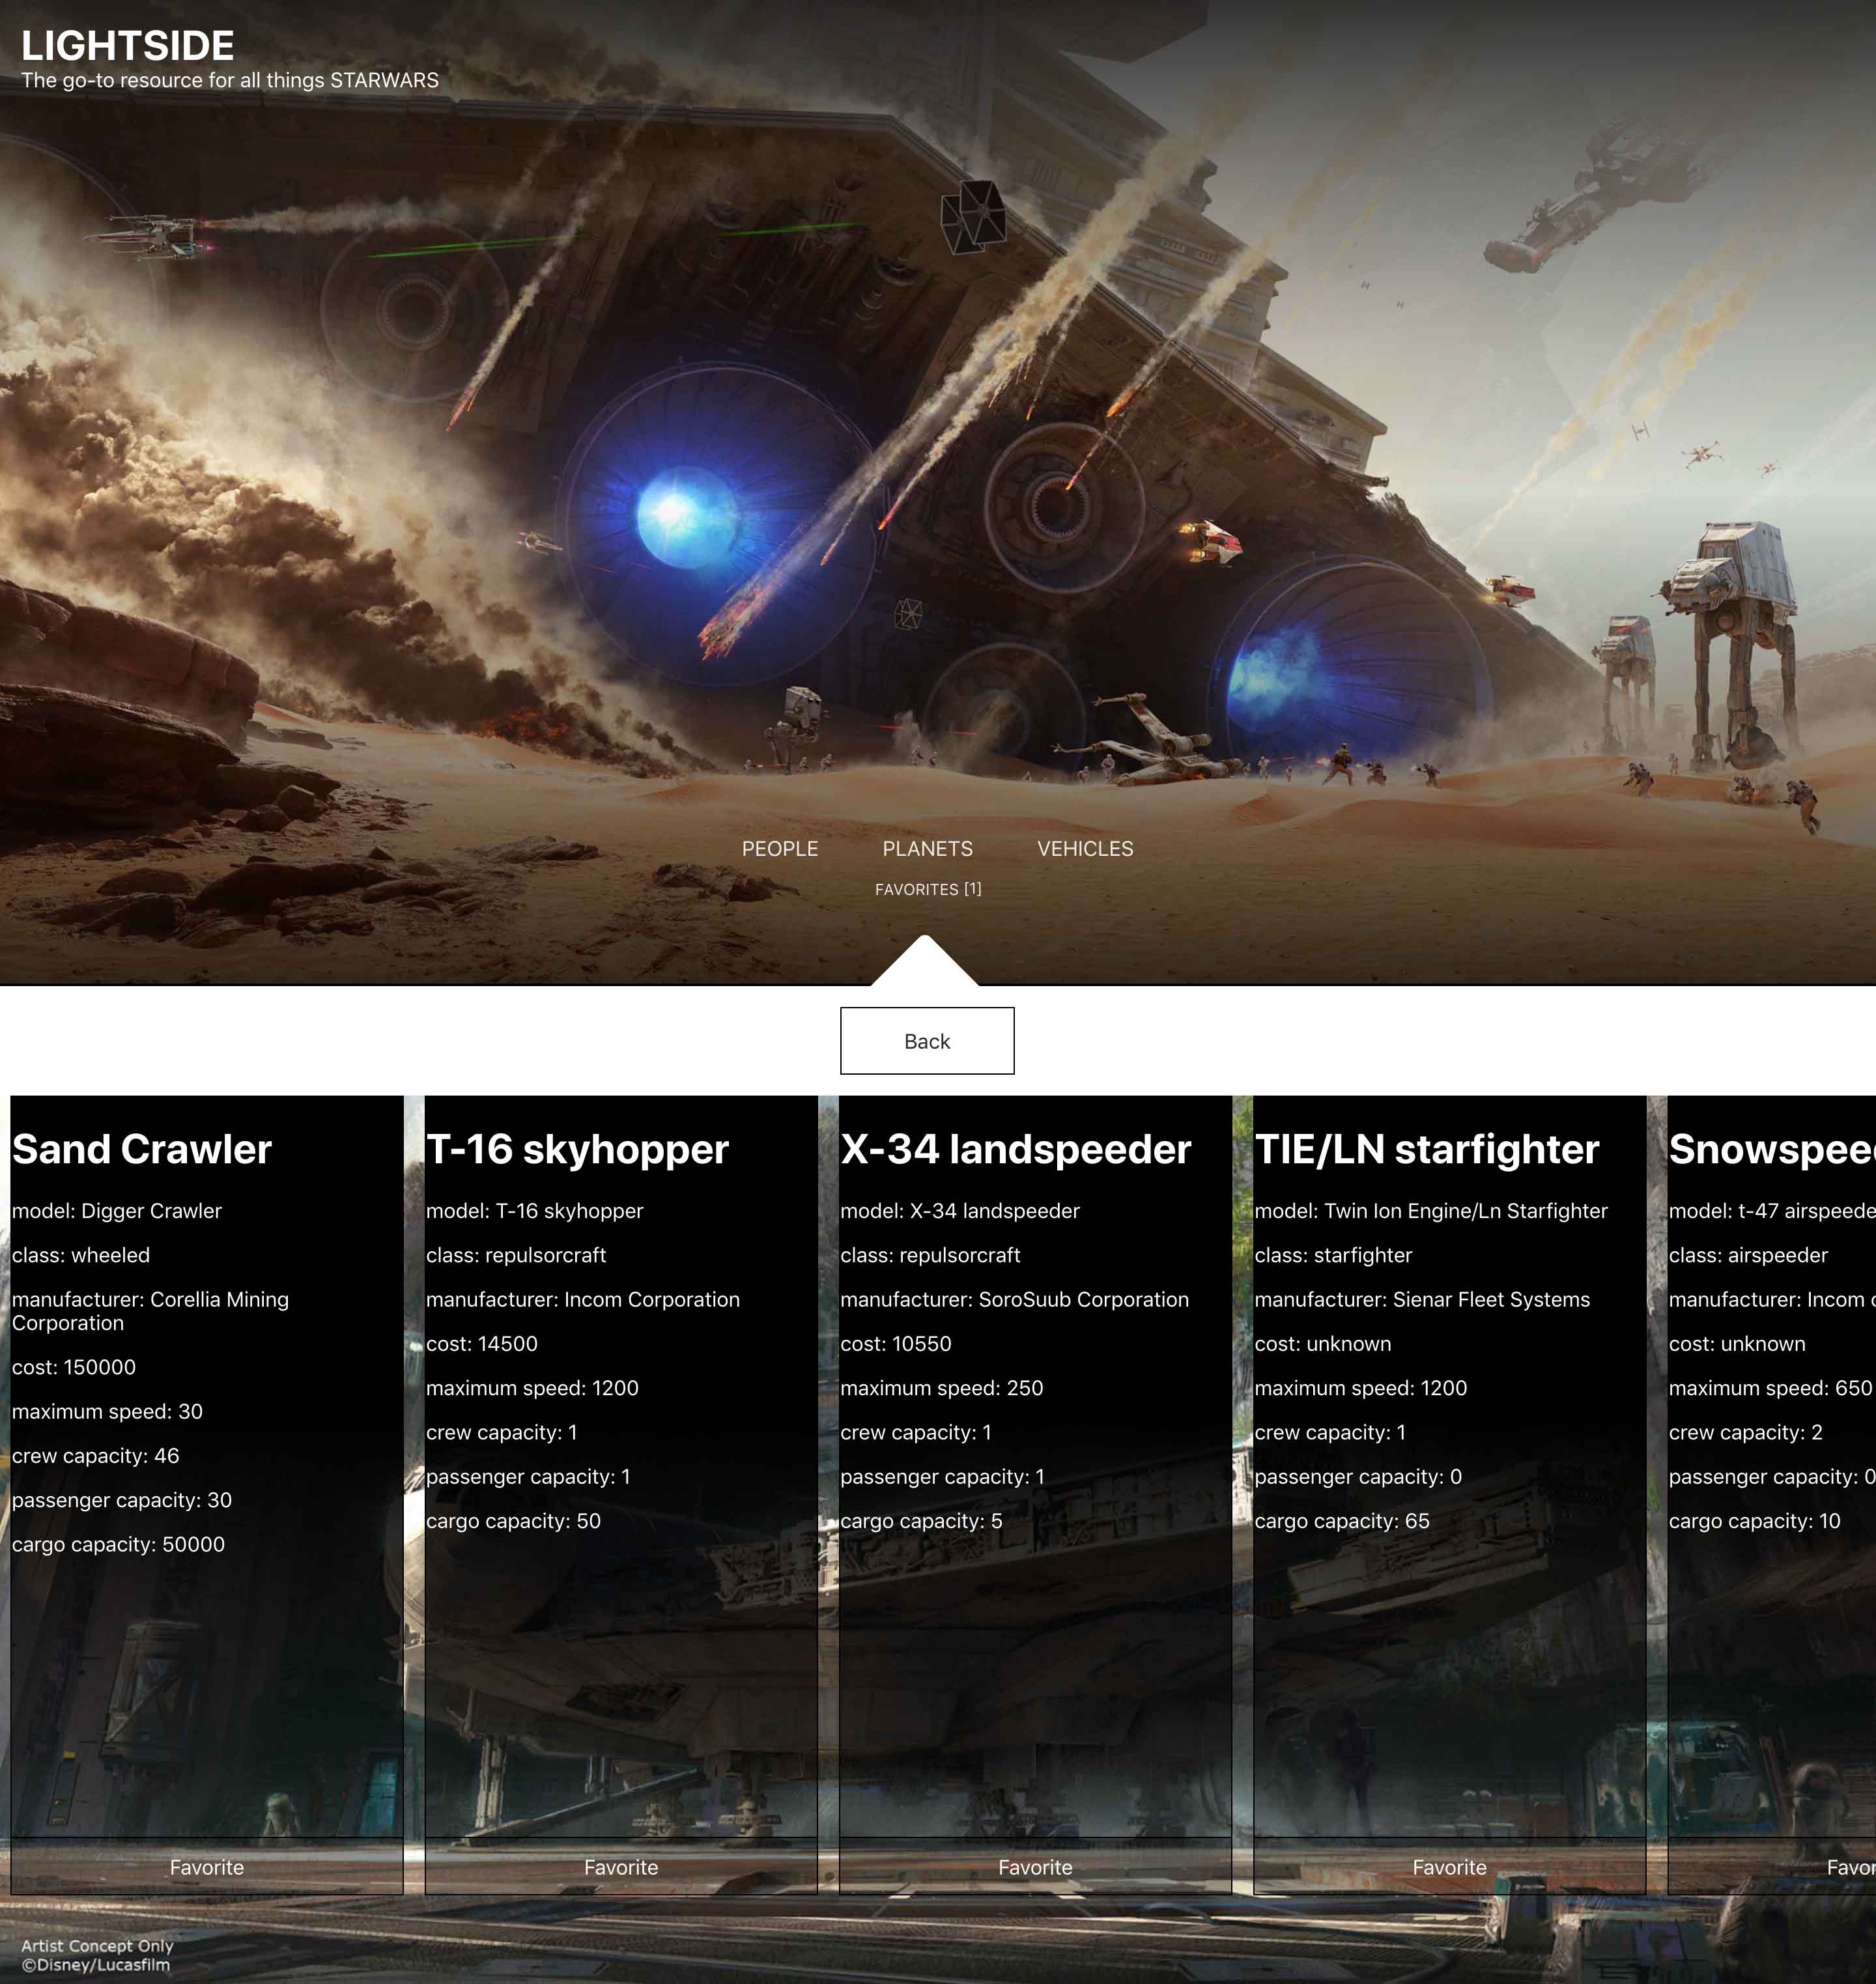 LIGHTSIDE
The go-to resource for all things STARWARS
PEOPLE PLANETS VEHICLES
FAVORITES [1]
Back
Sand Crawler
model: Digger Crawler
class: wheeled
manufacturer: Corellia Mining
Corporation
cost: 150000
maximum speed: 30
crew capacity: 46
passenger capacity: 30
cargo capacity: 50000
Favorite
T-16 skyhopper
model: T-16 skyhopper
class: repulsorcraft
manufacturer: Incom Corporation
cost: 14500
maximum speed: 1200
crew capacity: 1
passenger capacity: 1
cargo capacity: 50
Favorite
X-34 landspeeder
model: X-34 landspeeder
class: repulsorcraft
manufacturer: SoroSuub Corporation
cost: 10550
maximum speed: 250
crew capacity: 1
passenger capacity: 1
cargo capacity: 5
Favorite
TIE/LN starfighter
model: Twin Ion Engine/Ln Starfighter
class: starfighter
manufacturer: Sienar Fleet Systems
cost: unknown
maximum speed: 1200
crew capacity: 1
passenger capacity: 0
cargo capacity: 65
Favorite
model: t-47
class: airspeeder
manufacturer: Incom
cost: unknown
maximum speed: 650
crew capacity: 2
passenger capacity: 0
cargo capacity: 10
Artist Concept Only
©Disney/Lucasfilm